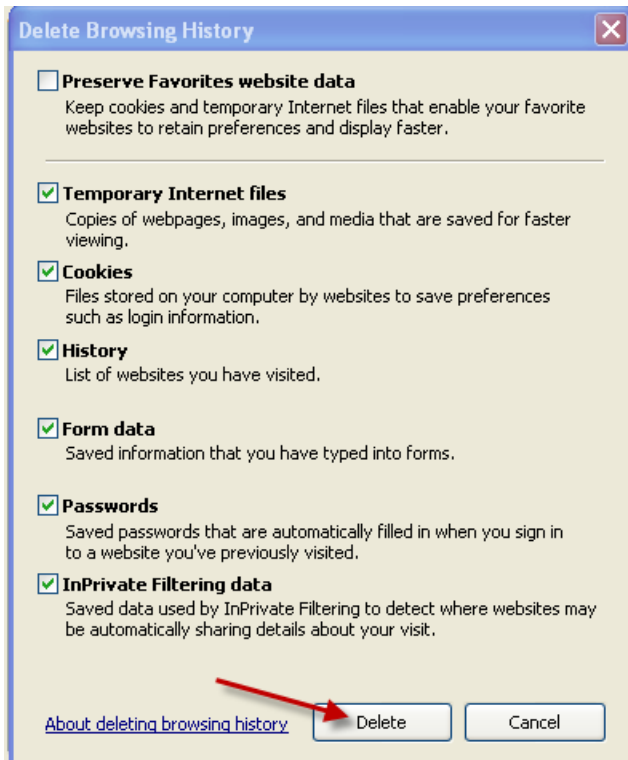 Delete Browsing History
Preserve Favorites website data
Keep cookies and temporary Internet files that enable your favorite
websites to retain preferences and display faster.
Temporary Internet files
Copies of webpages, images, and media that are saved for faster
viewing.
Cookies
Files stored on your computer by websites to save preferences
such as login information.
History
List of websites you have visited.
Form data
Saved information that you have typed into forms.
Passwords
Saved passwords that are automatically filled in when you sign in
to a website you've previously visited.
InPrivate Filtering data
Saved data used by InPrivate Filtering to detect where websites may
be automatically sharing details about your visit.
About deleting browsing history Delete Cancel